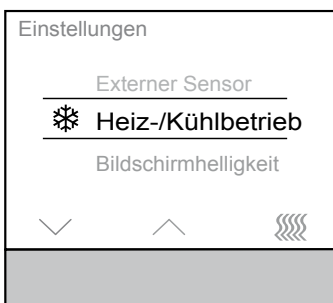 Einstellungen
Externer Sensor
Heiz-/Kühlbetrieb
Bildschirmhelligkeit